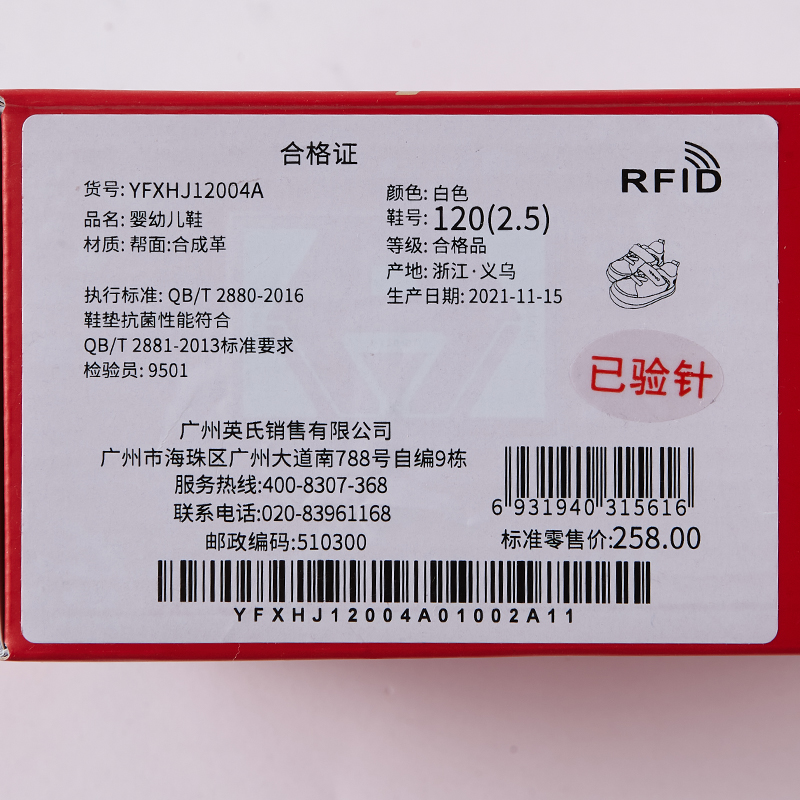 合格证
RFID
货号: YFXHJ12004A
品名: 婴幼儿鞋
材质: 帮面:合成革
颜色: 白色
鞋号: 120(2.5)
等级: 合格品
产地: 浙江·义乌
生产日期: 2021-11-15
执行标准: QB/T 2880-2016
鞋垫抗菌性能符合
QB/T 2881-2013标准要求
检验员: 9501
已验针
广州英氏销售有限公司
广州市海珠区广州大道南788号自编9栋
服务热线:400-8307-368
联系电话:020-83961168
邮政编码:510300
6 931940 315616
标准零售价:258.00
YFXHJ12004A01002A11